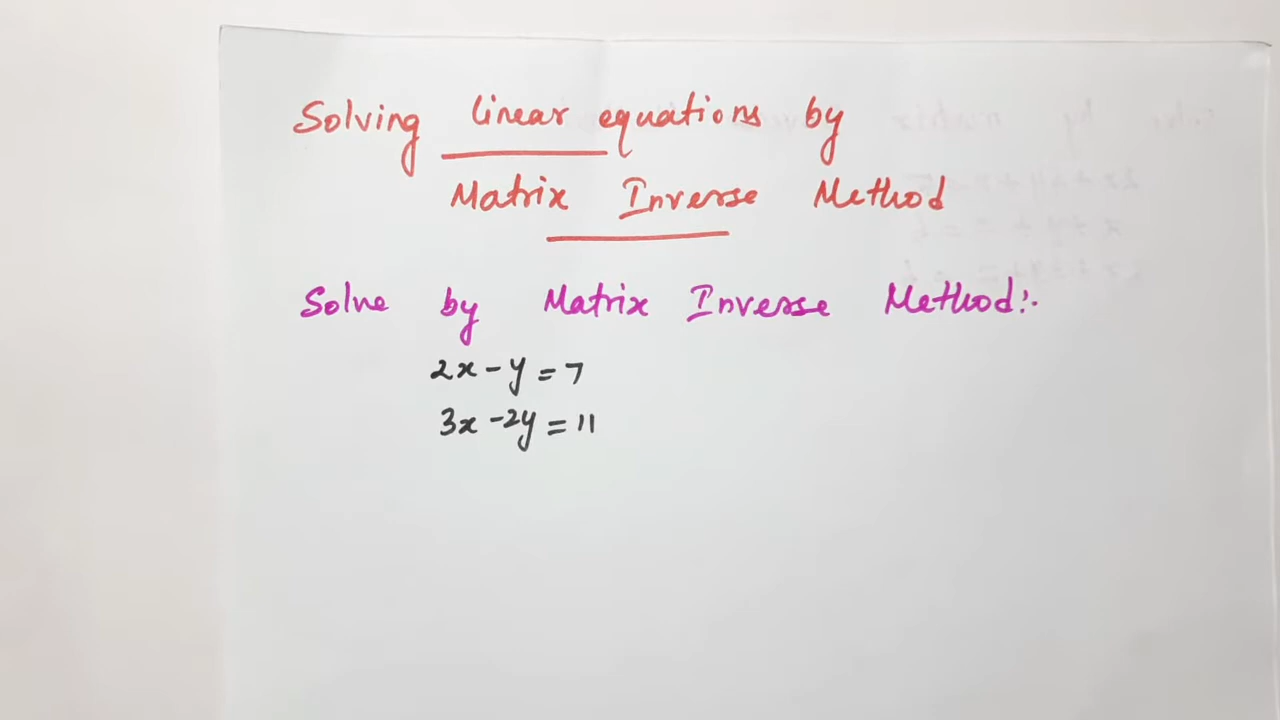 Solving linear equations by
Matrix Inverse Method
Solve by Matrix Inverse Method:.
2x - y = 7
3x - 2y = 11